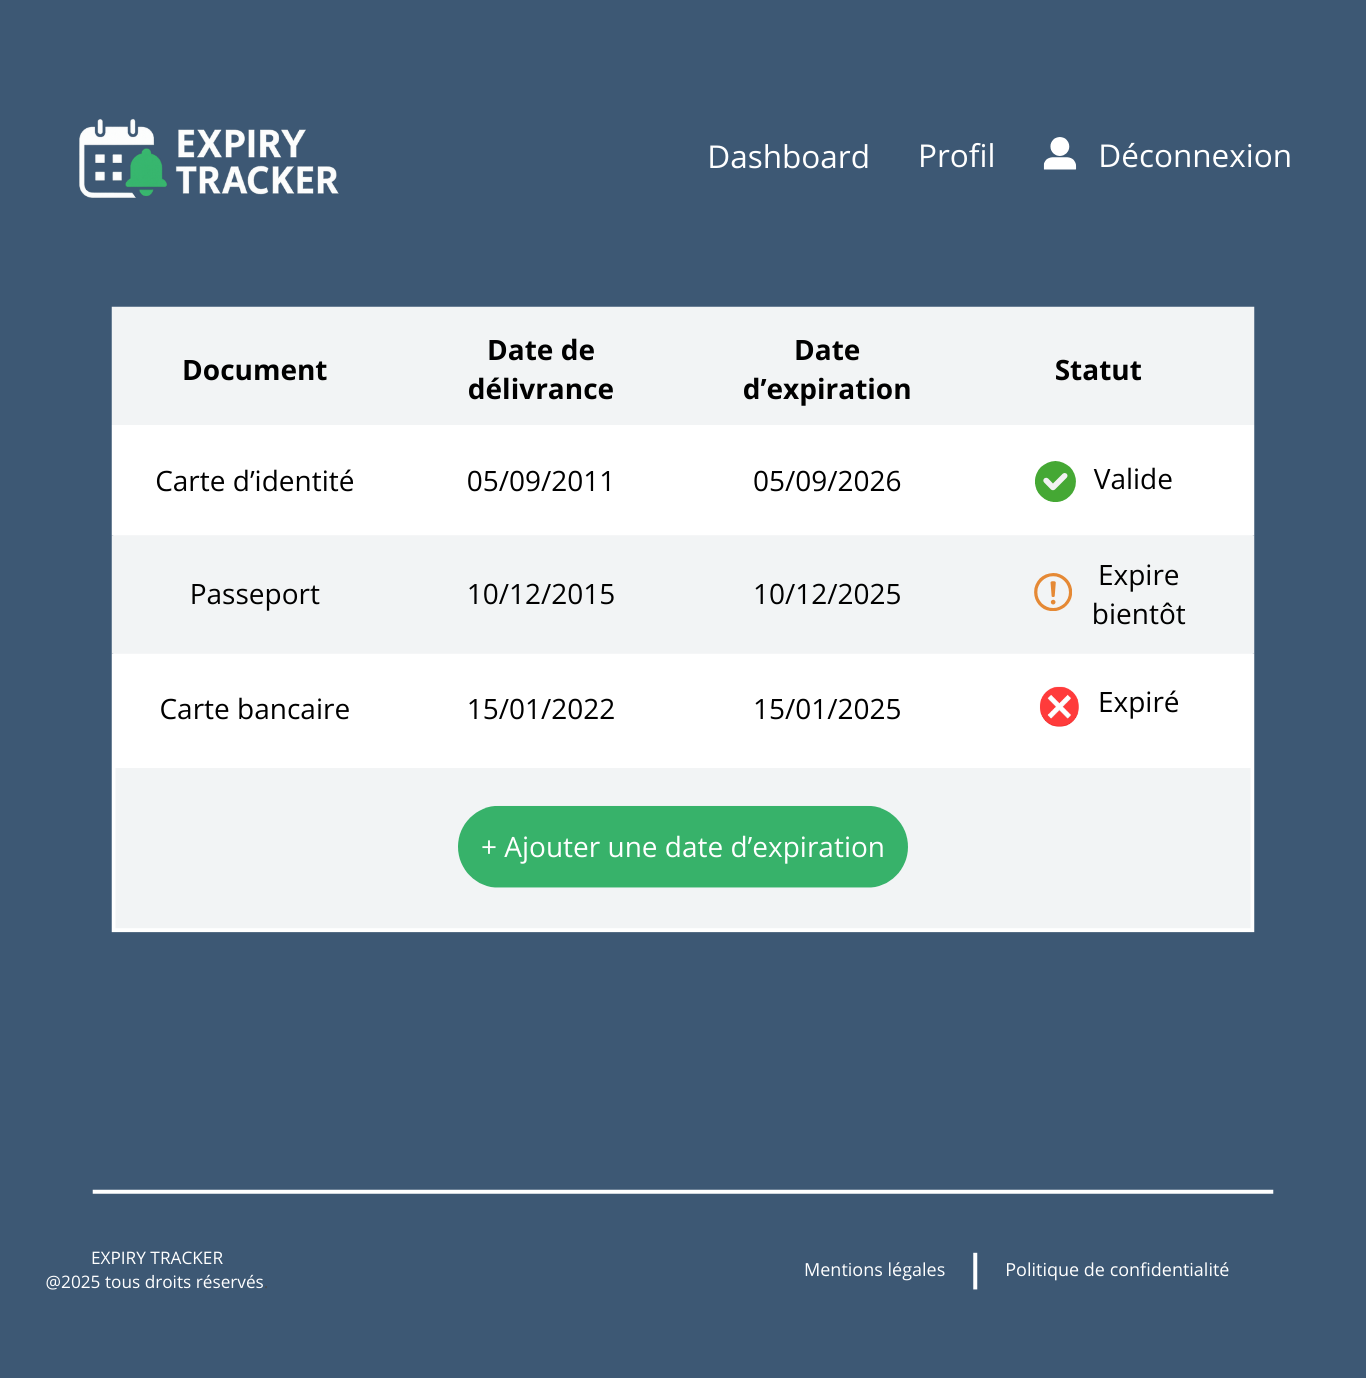 EXPIRY
TRACKER
Dashboard
Profil
Déconnexion
Document
Date de
délivrance
Date
d’expiration
Statut
Carte d’identité
05/09/2011
05/09/2026
Valide
Passeport
10/12/2015
10/12/2025
Expire
bientôt
Carte bancaire
15/01/2022
15/01/2025
Expiré
+ Ajouter une date d’expiration
EXPIRY TRACKER
@2025 tous droits réservés
Mentions légales
Politique de confidentialité